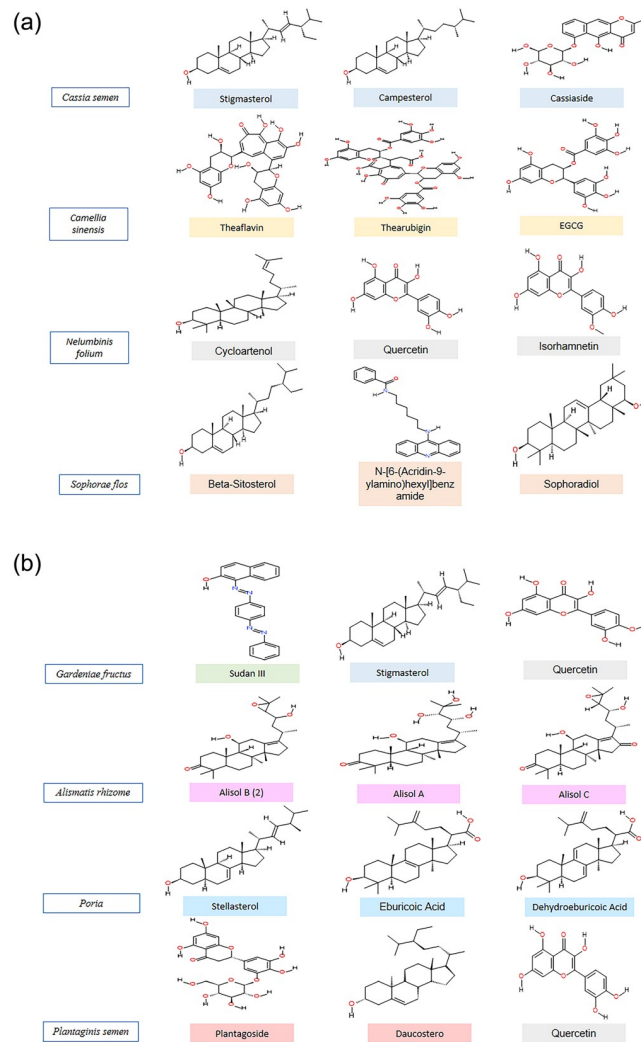 (a)
Cassia semen
Stigmasterol
Campesterol
Cassiaside
Camellia
sinensis
Theaflavin
Thearubigin
EGCG
Nelumbinis
folium
Cycloartenol
Quercetin
Isorhamnetin
Sophorae flos
Beta-Sitosterol
N-[6-(Acridin-9-
ylamino)hexyl]benz
amide
Sophoradiol
(b)
Gardeniae fructus
Sudan III
Stigmasterol
Quercetin
Alismatis rhizome
Alisol B (2)
Alisol A
Alisol C
Poria
Stellasterol
Eburicoic Acid
Dehydroeburicoic Acid
Plantaginis semen
Plantagoside
Daucostero
Quercetin